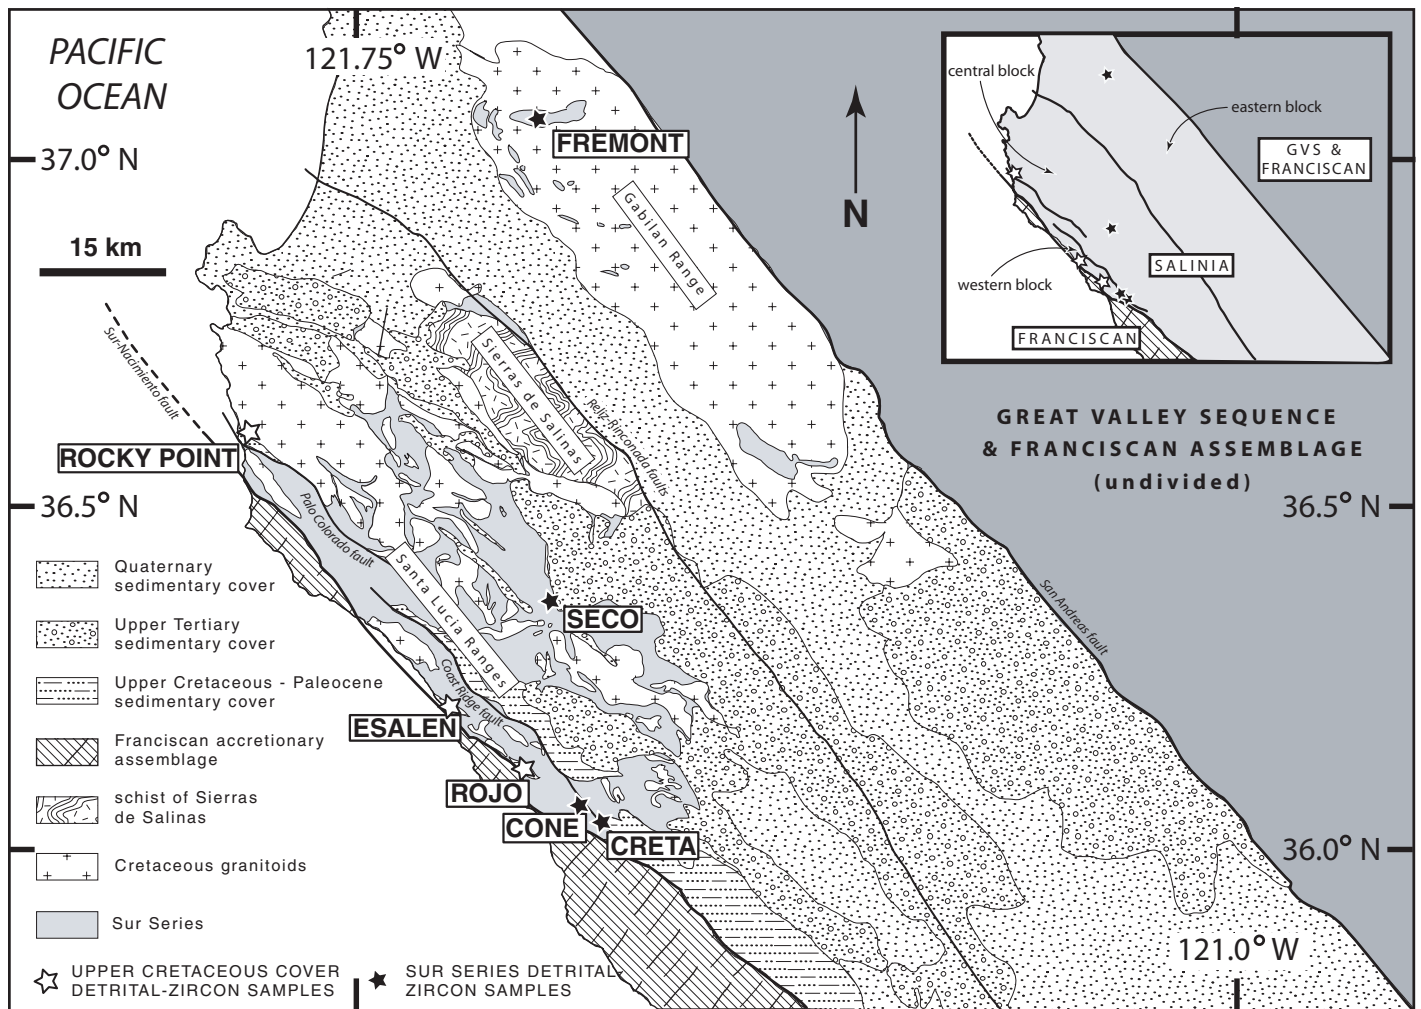 PACIFIC
OCEAN
121.75° W
37.0° N
15 km
N
FREMONT
Gabilan Range
central block
eastern block
GVS &
FRANCISCAN
SALINIA
western block
FRANCISCAN
Sur-Nacimiento fault
Sierras de Salinas
Reliz-Rinconada faults
GREAT VALLEY SEQUENCE
& FRANCISCAN ASSEMBLAGE
(undivided)
ROCKY POINT
36.5° N
36.5° N
Palo Colorado fault
Santa Lucia Ranges
San Andreas fault
SECO
Coast Ridge fault
ESALEN
ROJO
CONE
CRETA
36.0° N
121.0° W
Quaternary
sedimentary cover
Upper Tertiary
sedimentary cover
Upper Cretaceous - Paleocene
sedimentary cover
Franciscan accretionary
assemblage
schist of Sierras
de Salinas
Cretaceous granitoids
Sur Series
UPPER CRETACEOUS COVER
DETRITAL-ZIRCON SAMPLES
SUR SERIES DETRITAL-
ZIRCON SAMPLES